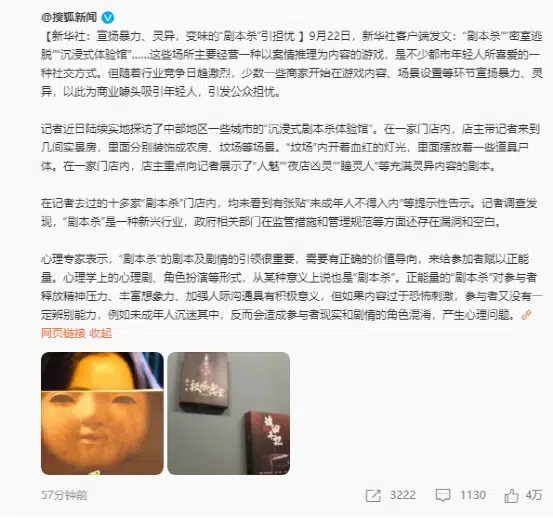 @搜狐新闻
【新华社：宣扬暴力、灵异，变味的“剧本杀”引担忧 】9月22日，新华社客户端发文：“剧本杀”“密室逃
脱”“沉浸式体验馆”……这些场所主要经营一种以案情推理为内容的游戏，是不少都市年轻人所喜爱的一
种社交方式。但随着行业竞争日趋激烈，少数一些商家开始在游戏内容、场景设置等环节宣扬暴力、灵
异，以此为商业噱头吸引年轻人，引发公众担忧。
记者近日陆续实地探访了中部地区一些城市的“沉浸式剧本杀体验馆”。在一家门店内，店主带记者来到
几间实景房，里面分别装饰成农房、坟场等场景。“坟场”内开着血红的灯光，里面摆放着一些道具尸
体。在一家门店内，店主重点向记者展示了“人魅”“夜店凶灵”“睡灵人”等充满灵异内容的剧本。
在记者去过的十多家“剧本杀”门店内，均未看到有张贴“未成年人不得入内”等提示性告示。记者调查发
现，“剧本杀”是一种新兴行业，政府相关部门在监管措施和管理规范等方面还存在漏洞和空白。
心理专家表示，“剧本杀”的剧本及剧情的引领很重要，需要有正确的价值导向，来给参加者赋以正能
量。心理学上的心理剧、角色扮演等形式，从某种意义上说也是“剧本杀”。正能量的“剧本杀”对参与者
释放精神压力、丰富想象力、加强人际沟通具有积极意义，但如果内容过于恐怖刺激，参与者又没有一
定辨别能力，例如未成年人沉迷其中，反而会造成参与者现实和剧情的角色混淆，产生心理问题。
网页链接 收起
57分钟前
3222
1130
4万